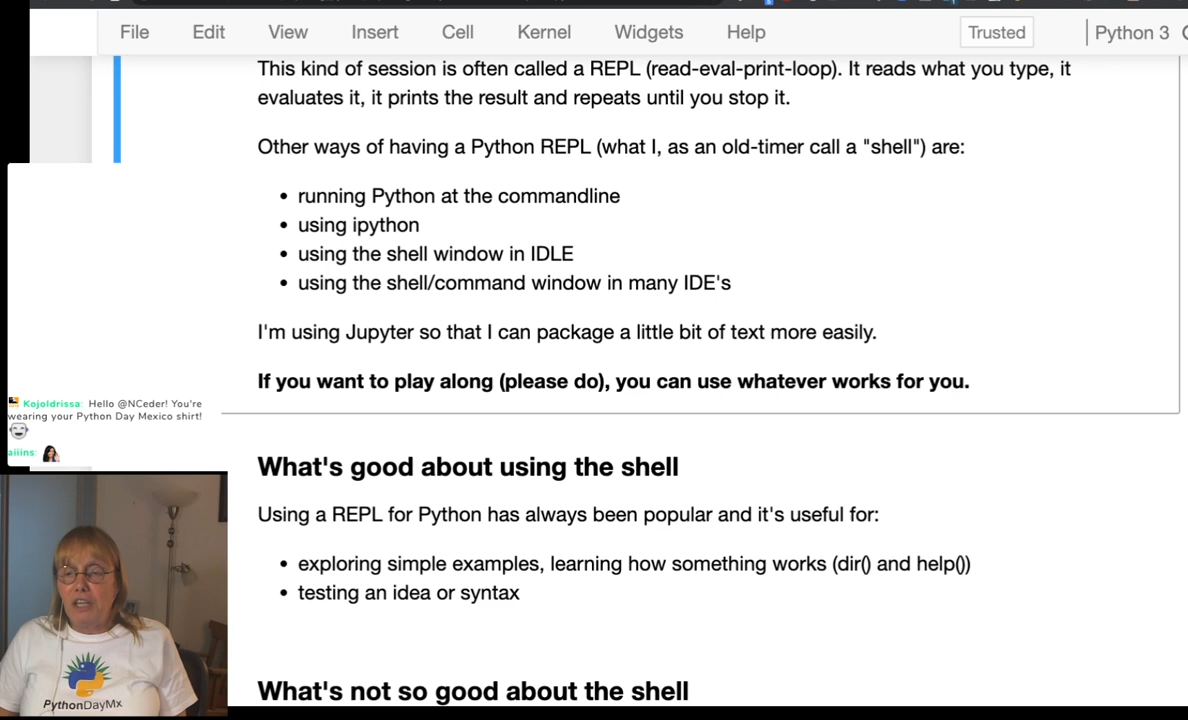 File Edit View Insert Cell Kernel Widgets Help Trusted Python 3
This kind of session is often called a REPL (read-eval-print-loop). It reads what you type, it
evaluates it, it prints the result and repeats until you stop it.
Other ways of having a Python REPL (what I, as an old-timer call a "shell") are:
• running Python at the commandline
• using ipython
• using the shell window in IDLE
• using the shell/command window in many IDE's
I'm using Jupyter so that I can package a little bit of text more easily.
If you want to play along (please do), you can use whatever works for you.
Kojoldrissa: Hello @NCeder! You're
wearing your Python Day Mexico shirt!
aiiins:
What's good about using the shell
Using a REPL for Python has always been popular and it's useful for:
• exploring simple examples, learning how something works (dir() and help())
• testing an idea or syntax
What's not so good about the shell
PythonDayMx